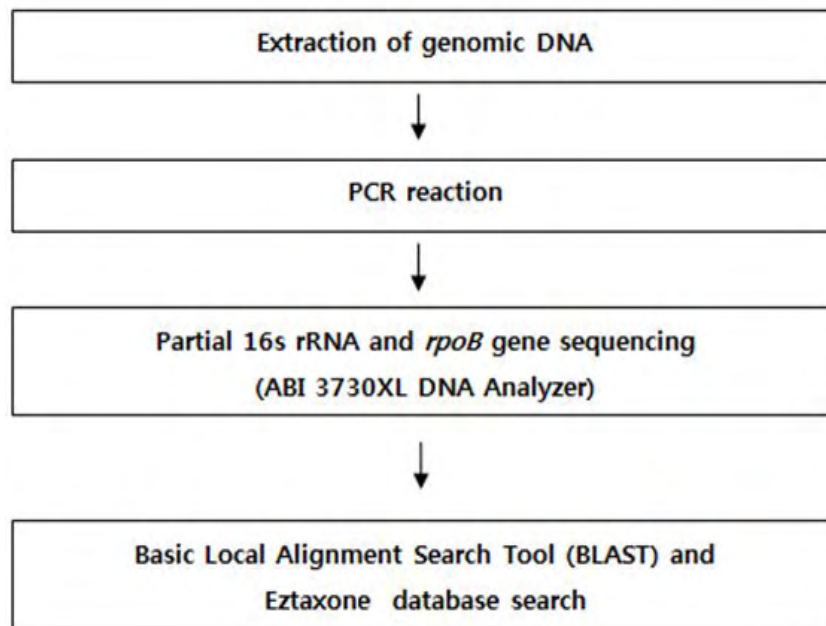 Extraction of genomic DNA
PCR reaction
Partial 16s rRNA and rpoB gene sequencing
(ABI 3730XL DNA Analyzer)
Basic Local Alignment Search Tool (BLAST) and
Eztaxone database search